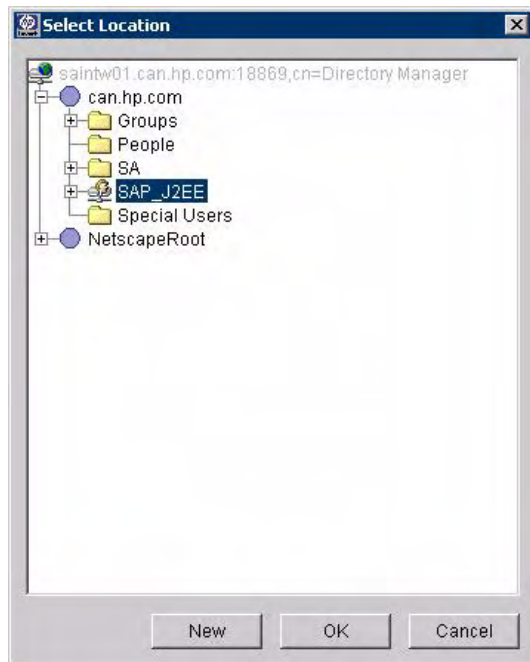 Select Location
saintw01.can.hp.com:18869,cn=Directory Manager
can.hp.com
Groups
People
SA
SAP_J2EE
Special Users
NetscapeRoot
New OK Cancel